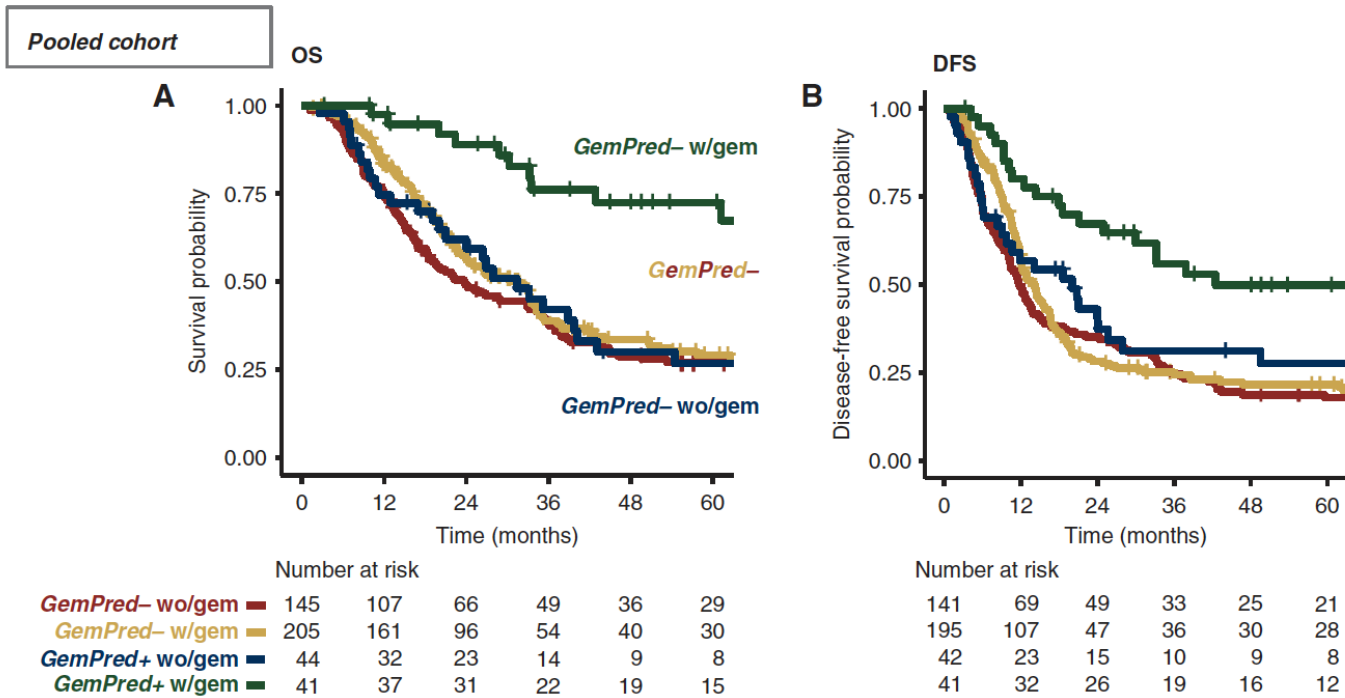 Pooled cohort
OS
DFS
A
B
1.00
0.75
0.50
0.25
0.00
Survival probability
GemPred– w/gem
GemPred–
GemPred– wo/gem
0 12 24 36 48 60
Time (months)
1.00
0.75
0.50
0.25
0.00
Disease-free survival probability
0 12 24 36 48 60
Time (months)
Number at risk
GemPred– wo/gem 145 107 66 49 36 29
GemPred– w/gem 205 161 96 54 40 30
GemPred+ wo/gem 44 32 23 14 9 8
GemPred+ w/gem 41 37 31 22 19 15
Number at risk
141 69 49 33 25 21
195 107 47 36 30 28
42 23 15 10 9 8
41 32 26 19 16 12